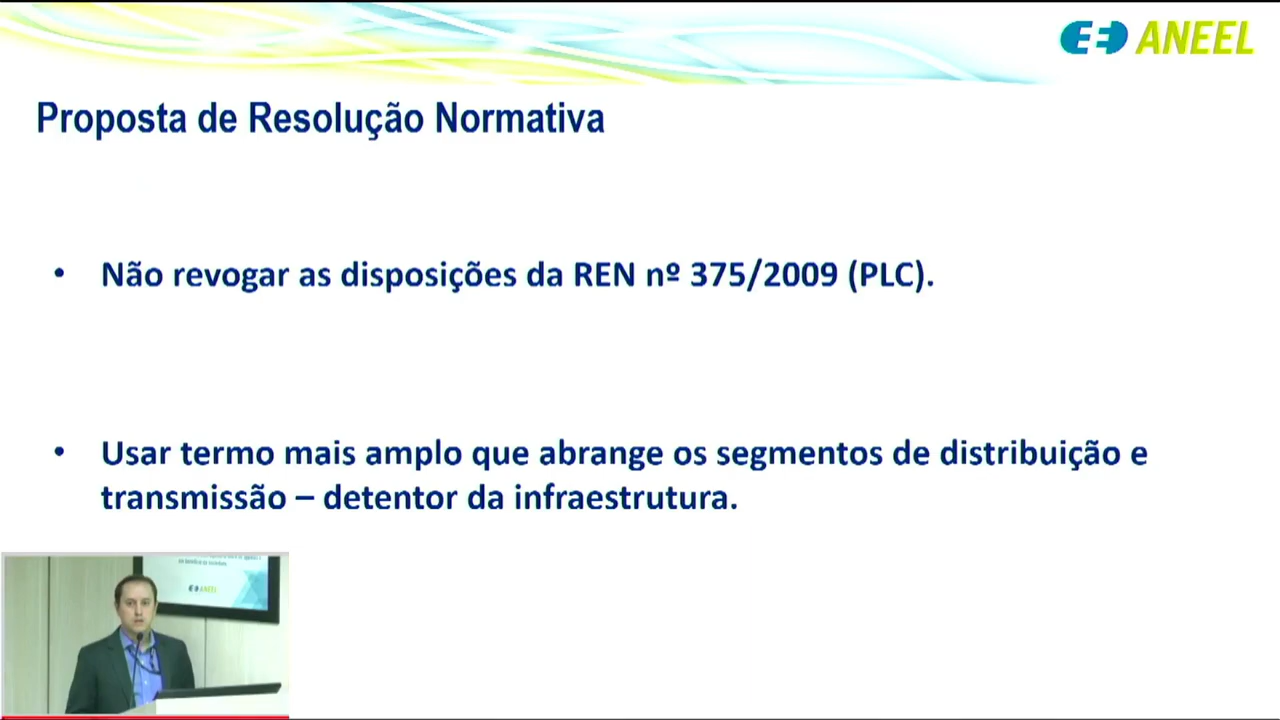 ANEEL
Proposta de Resolução Normativa
• Não revogar as disposições da REN nº 375/2009 (PLC).
• Usar termo mais amplo que abrange os segmentos de distribuição e
transmissão – detentor da infraestrutura.
ANEEL